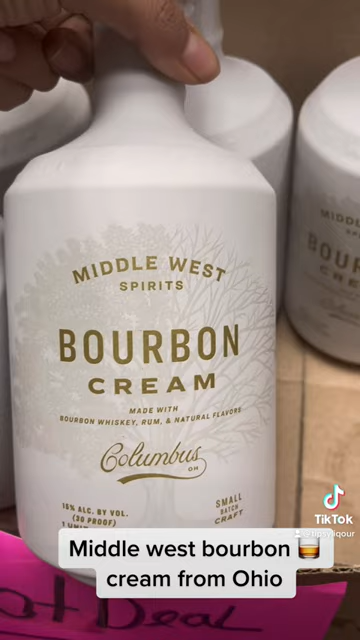 MIDDLE WEST
SPIRITS
BOURBON
CREAM
MADE WITH
BOURBON WHISKEY, RUM, & NATURAL FLAVORS
Columbus
OH
15% ALC. BY VOL.
(30 PROOF)
SMALL
BATCH
CRAFT
MIDDLE
BOUR
CRE
TikTok
Middle west bourbon 🥃
cream from Ohio
Deal